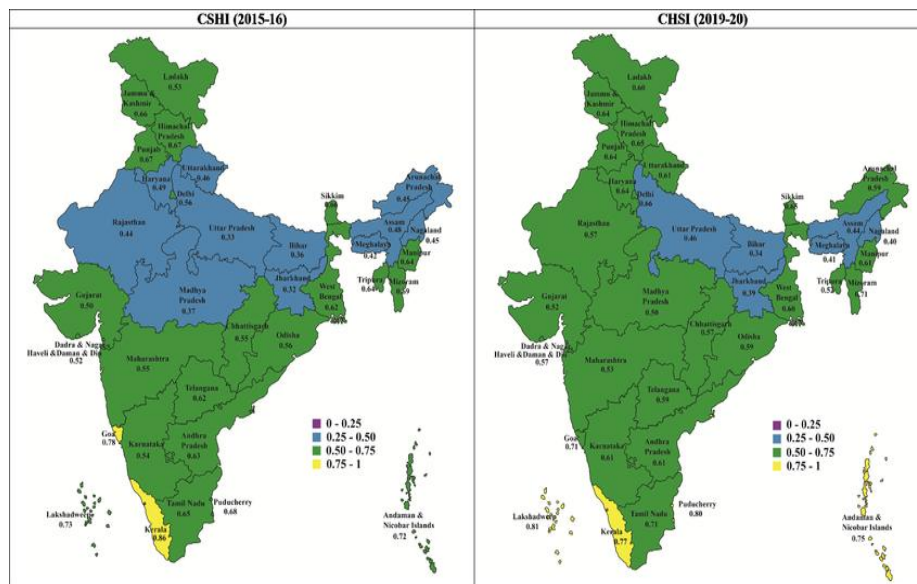 CSHI (2015-16)
Ladakh
0.53
Jammu &
Kashmir
0.66
Himachal
Pradesh
0.67
Punjab
0.67
Uttarakhand
0.46
Haryana
0.49
Delhi
0.56
Arunachal
Pradesh
0.45
Sikkim
Rajasthan
0.44
Uttar Pradesh
0.33
Assam
0.48
Nagaland
0.45
Bihar
0.36
Meghalaya
0.42
Manipur
0.64
Jharkhand
0.32
Tripura
0.64
Mizoram
Madhya
Pradesh
0.37
West
Bengal
0.62
Gujarat
0.50
hhattisgarh
0.55
Odisha
0.56
Dadra & Naga
Haveli &Daman & Diu
0.52
Maharashtra
0.55
Telangana
0.62
Goa
0.78
Karnataka
0.54
Andhra
Pradesh
0.63
0 - 0.25
0.25 - 0.50
0.50 - 0.75
0.75 - 1
Lakshadweep
0.73
Kerala
0.86
Tamil Nadu
0.65
Puducherry
0.68
Andaman &
Nicobar Islands
0.72
CHSI (2019-20)
Ladakh
0.60
Jammu &
Kashmir
0.64
Himachal
Pradesh
0.65
Punjab
0.64
Uttarakhand
0.61
Haryana
0.64
Delhi
0.66
Arunachal
Pradesh
0.59
Sikkim
0.65
Rajasthan
0.57
Uttar Pradesh
0.46
Assam
0.44
Nagaland
0.40
Bihar
0.34
Meghalaya
0.41
Manipur
0.61
Jharkhand
0.39
Tripura
Mizoram
0.71
Madhya
Pradesh
0.50
West
Bengal
0.60
Gujarat
0.52
Chhattisgarh
0.57
Odisha
0.59
Dadra & Nagar
Haveli &Daman & Diu
0.57
Maharashtra
0.53
Telangana
0.59
Goa
0.71
Karnataka
0.61
Andhra
Pradesh
0.61
0 - 0.25
0.25 - 0.50
0.50 - 0.75
0.75 - 1
Lakshadweep
0.81
Kerala
0.77
Tamil Nadu
0.71
Puducherry
0.80
Andaman &
Nicobar Islands
0.75